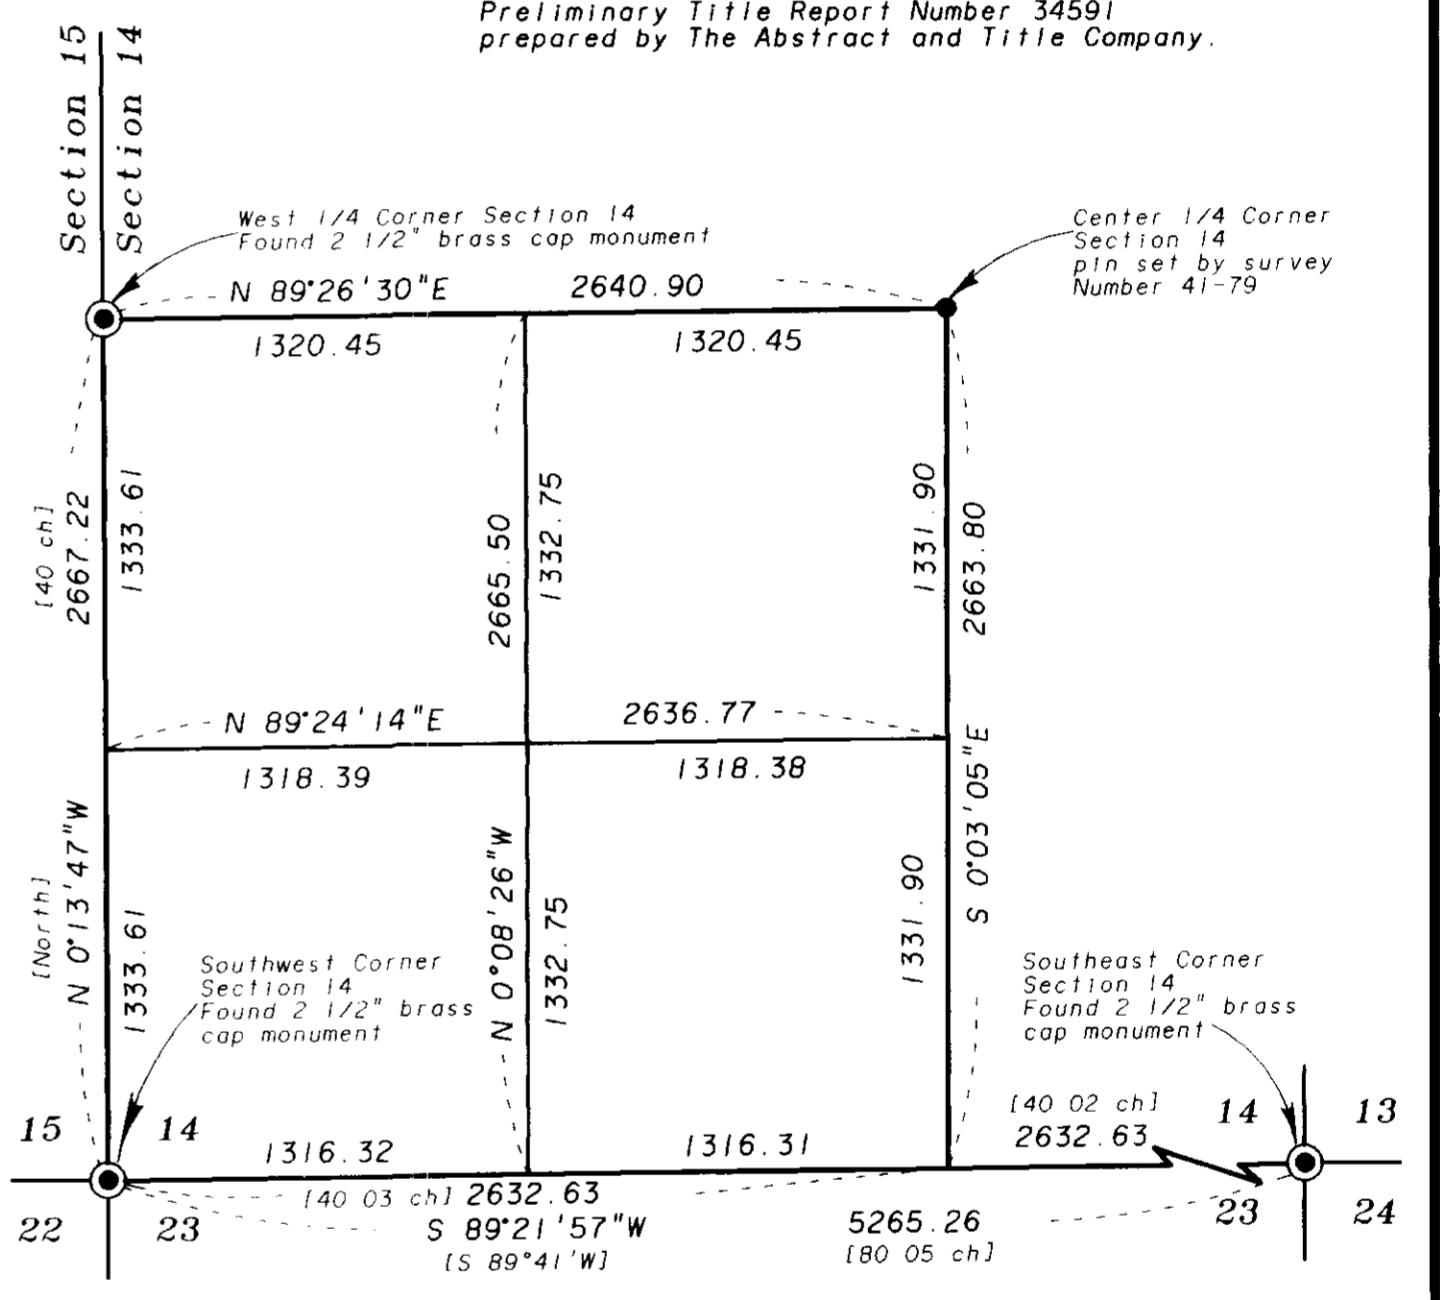 Preliminary Title Report Number 34591
prepared by The Abstract and Title Company.
Section 15
Section 14
West 1/4 Corner Section 14
Found 2 1/2" brass cap monument
Center 1/4 Corner
Section 14
pin set by survey
Number 41-79
N 89°26'30"E
2640.90
1320.45
1320.45
[40 ch]
2667.22
1333.61
2665.50
1332.75
1331.90
2663.80
N 89°24'14"E
2636.77
1318.39
1318.38
[North]
N 0°13'47"W
1333.61
N 0°08'26"W
1332.75
1331.90
S 0°03'05"E
Southwest Corner
Section 14
Found 2 1/2" brass
cap monument
Southeast Corner
Section 14
Found 2 1/2" brass
cap monument
15
14
1316.32
1316.31
[40 02 ch]
2632.63
14
13
[40 03 ch] 2632.63
22
23
S 89°21'57"W
[S 89°41'W]
5265.26
[80 05 ch]
23
24